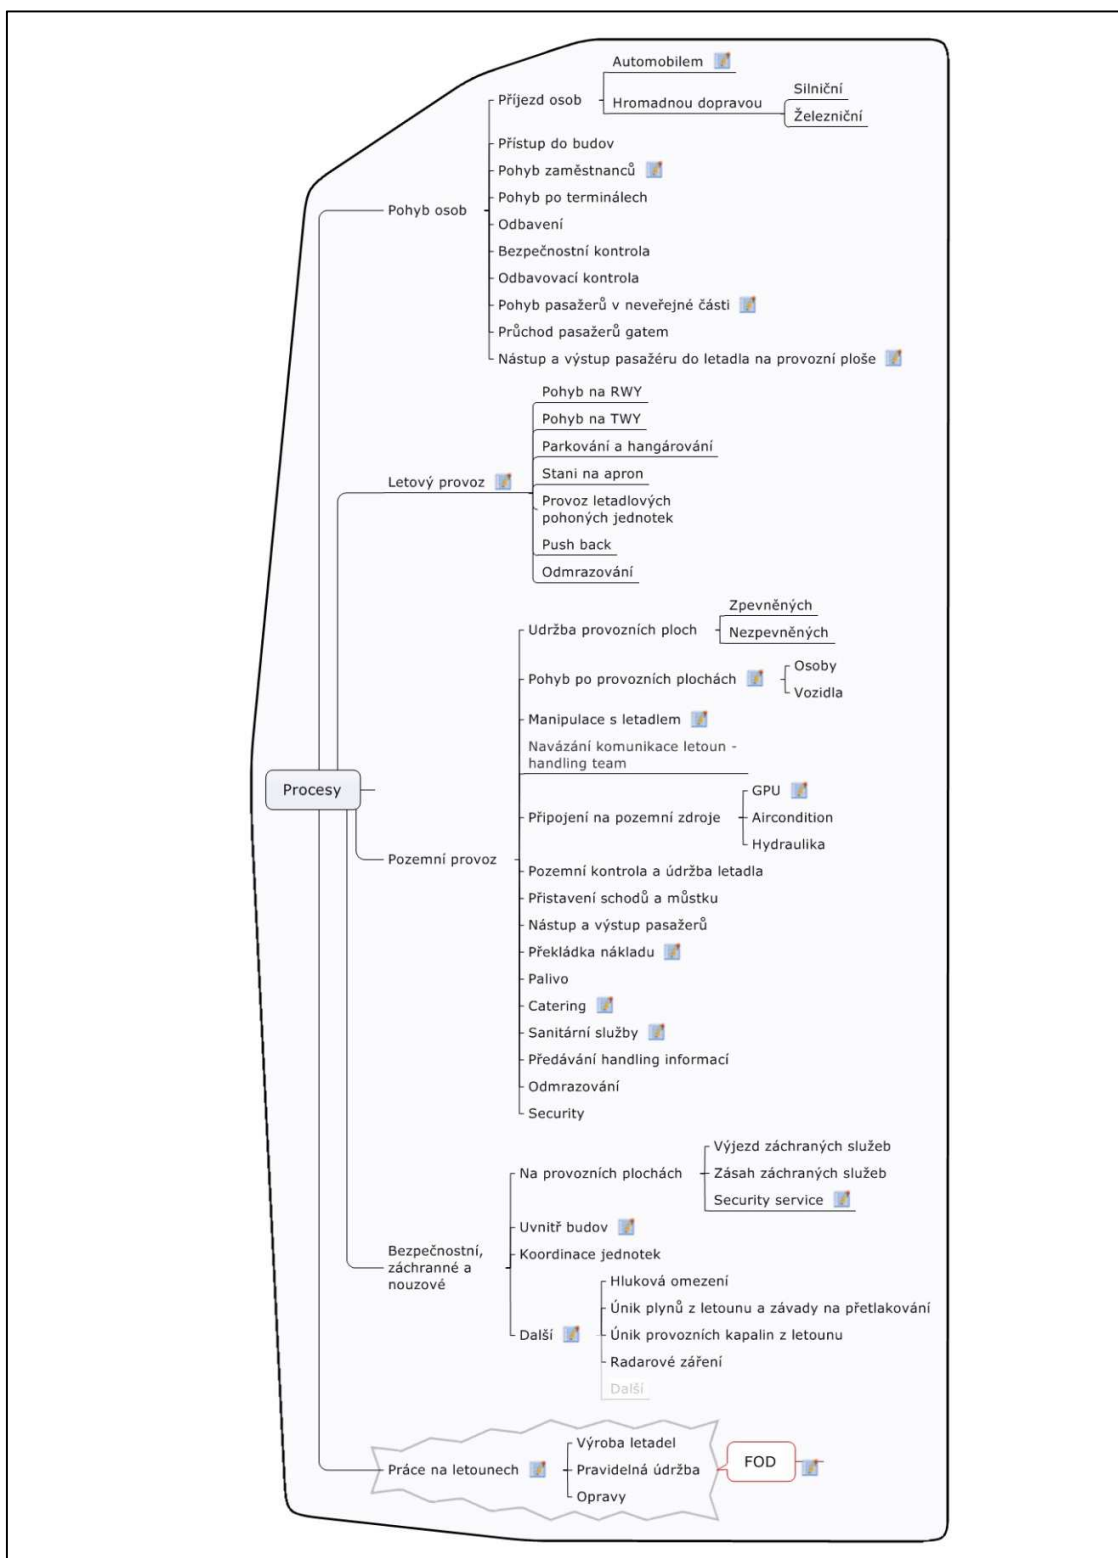 Automobilem
Příjezd osob
Hromadnou dopravou
Silniční
Železniční
Přístup do budov
Pohyb zaměstnanců
Pohyb po terminálech
Pohyb osob
Odbavení
Bezpečnostní kontrola
Odbavovací kontrola
Pohyb pasažerů v neveřejné části
Průchod pasažerů gatem
Nástup a výstup pasažéru do letadla na provozní ploše
Pohyb na RWY
Pohyb na TWY
Parkování a hangárování
Letový provoz
Stani na apron
Provoz letadlových
pohoných jednotek
Push back
Odmrazování
Udržba provozních ploch
Zpevněných
Nezpevněných
Pohyb po provozních plochách
Osoby
Vozidla
Manipulace s letadlem
Navázání komunikace letoun -
handling team
Procesy
Připojení na pozemní zdroje
GPU
Aircondition
Hydraulika
Pozemní provoz
Pozemní kontrola a údržba letadla
Přistavení schodů a můstku
Nástup a výstup pasažerů
Překládka nákladu
Palivo
Catering
Sanitární služby
Předávání handling informací
Odmrazování
Security
Na provozních plochách
Výjezd záchraných služeb
Zásah záchraných služeb
Security service
Uvnitř budov
Bezpečnostní,
záchranné a
nouzové
Koordinace jednotek
Další
Hluková omezení
Únik plynů z letounu a závady na přetlakování
Únik provozních kapalin z letounu
Radarové záření
Další
Práce na letounech
Výroba letadel
Pravidelná údržba
Opravy
FOD